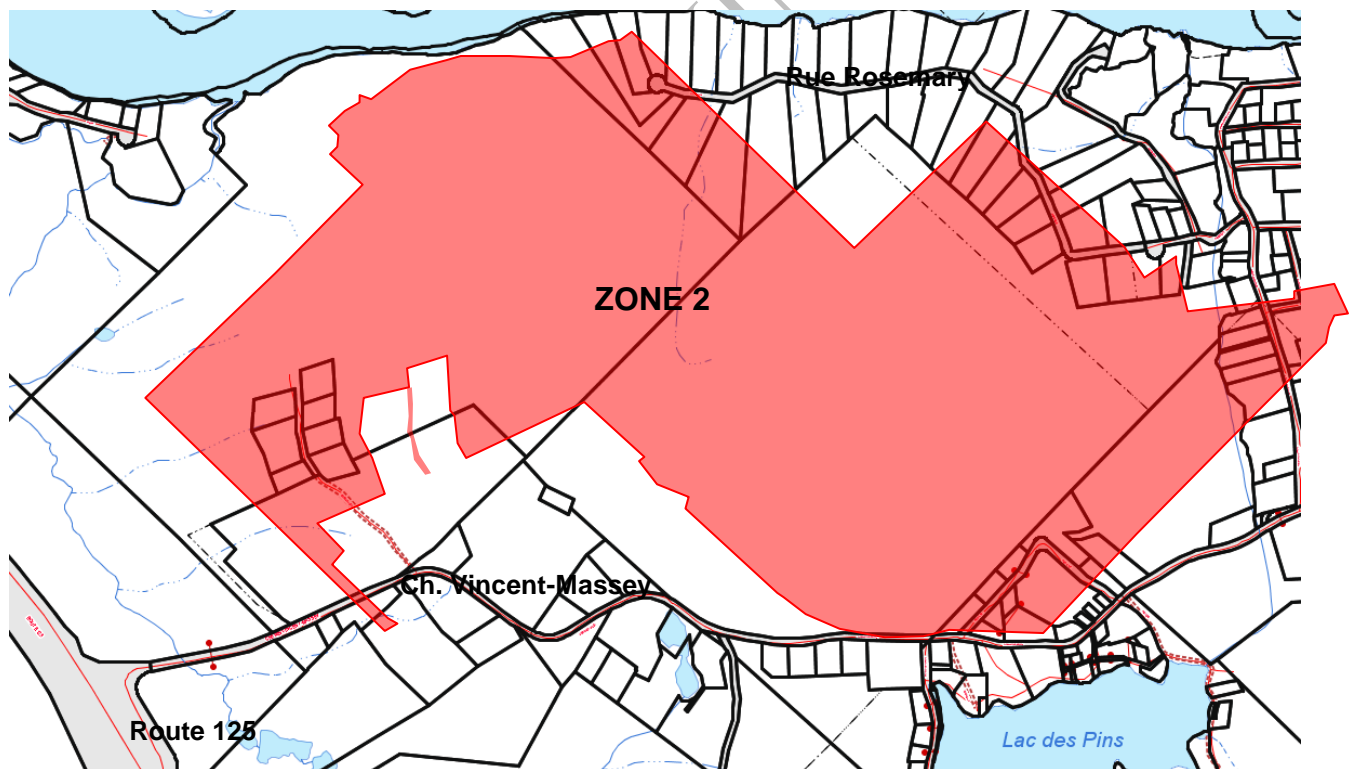 Rue Rosemary
ZONE 2
Ch. Vincent-Massey
Route 125
Lac des Pins